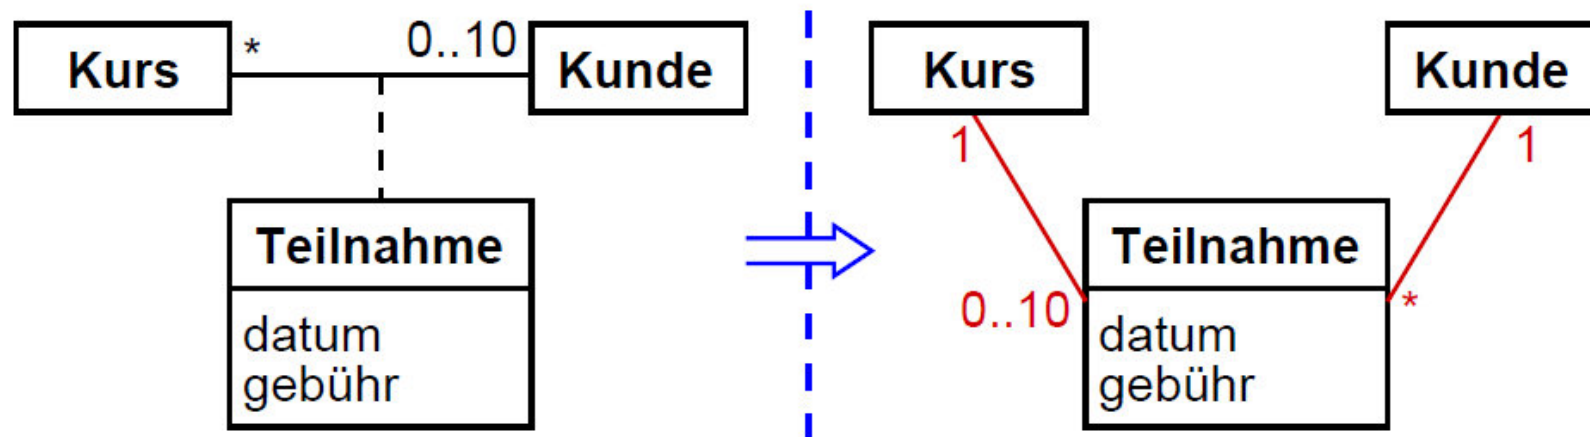 Kurs
*
0..10
Kunde
Teilnahme
datum
gebühr
Kurs
Kunde
1
1
Teilnahme
0..10
*
datum
gebühr